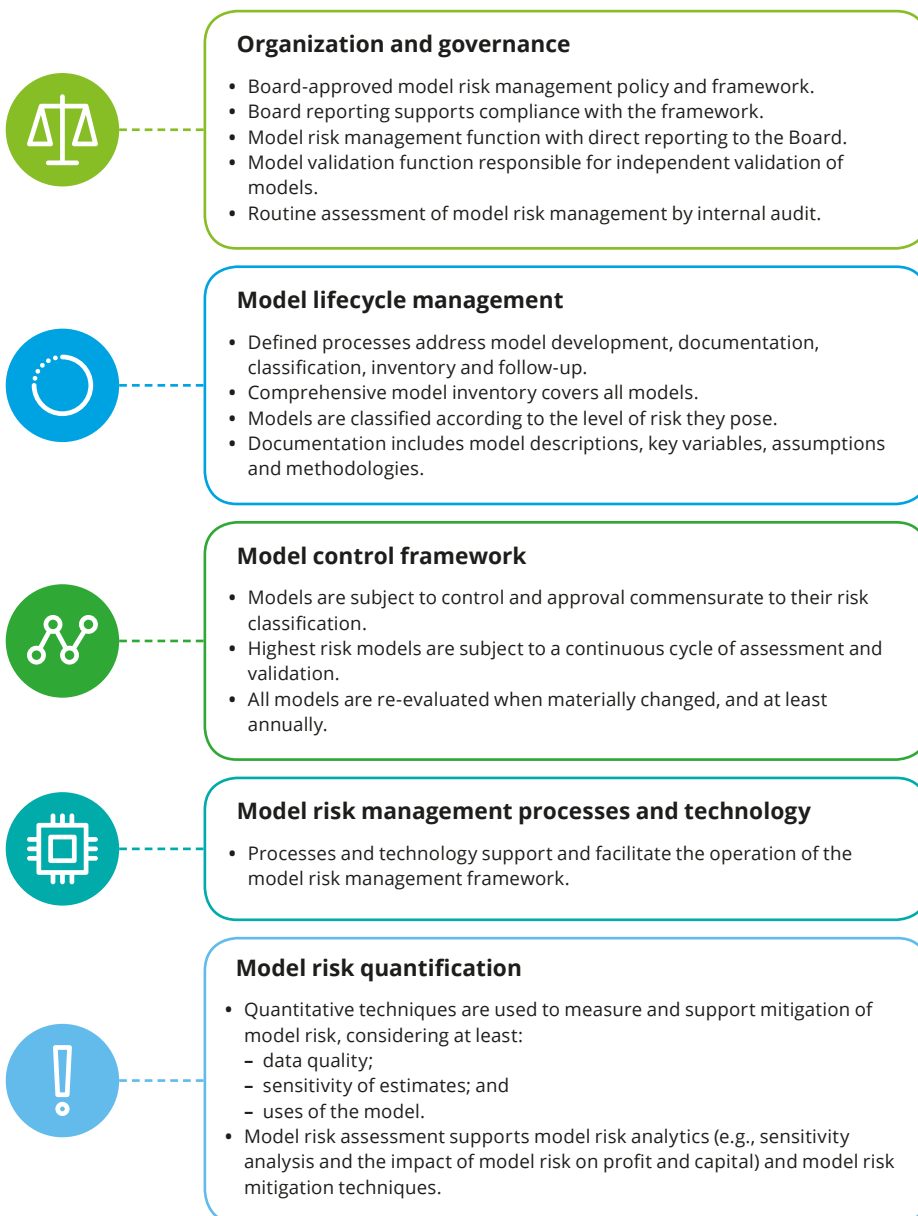 Organization and governance
• Board-approved model risk management policy and framework.
• Board reporting supports compliance with the framework.
• Model risk management function with direct reporting to the Board.
• Model validation function responsible for independent validation of
models.
• Routine assessment of model risk management by internal audit.
Model lifecycle management
• Defined processes address model development, documentation,
classification, inventory and follow-up.
• Comprehensive model inventory covers all models.
• Models are classified according to the level of risk they pose.
• Documentation includes model descriptions, key variables, assumptions
and methodologies.
Model control framework
• Models are subject to control and approval commensurate to their risk
classification.
• Highest risk models are subject to a continuous cycle of assessment and
validation.
• All models are re-evaluated when materially changed, and at least
annually.
Model risk management processes and technology
• Processes and technology support and facilitate the operation of the
model risk management framework.
Model risk quantification
• Quantitative techniques are used to measure and support mitigation of
model risk, considering at least:
– data quality;
– sensitivity of estimates; and
– uses of the model.
• Model risk assessment supports model risk analytics (e.g., sensitivity
analysis and the impact of model risk on profit and capital) and model risk
mitigation techniques.